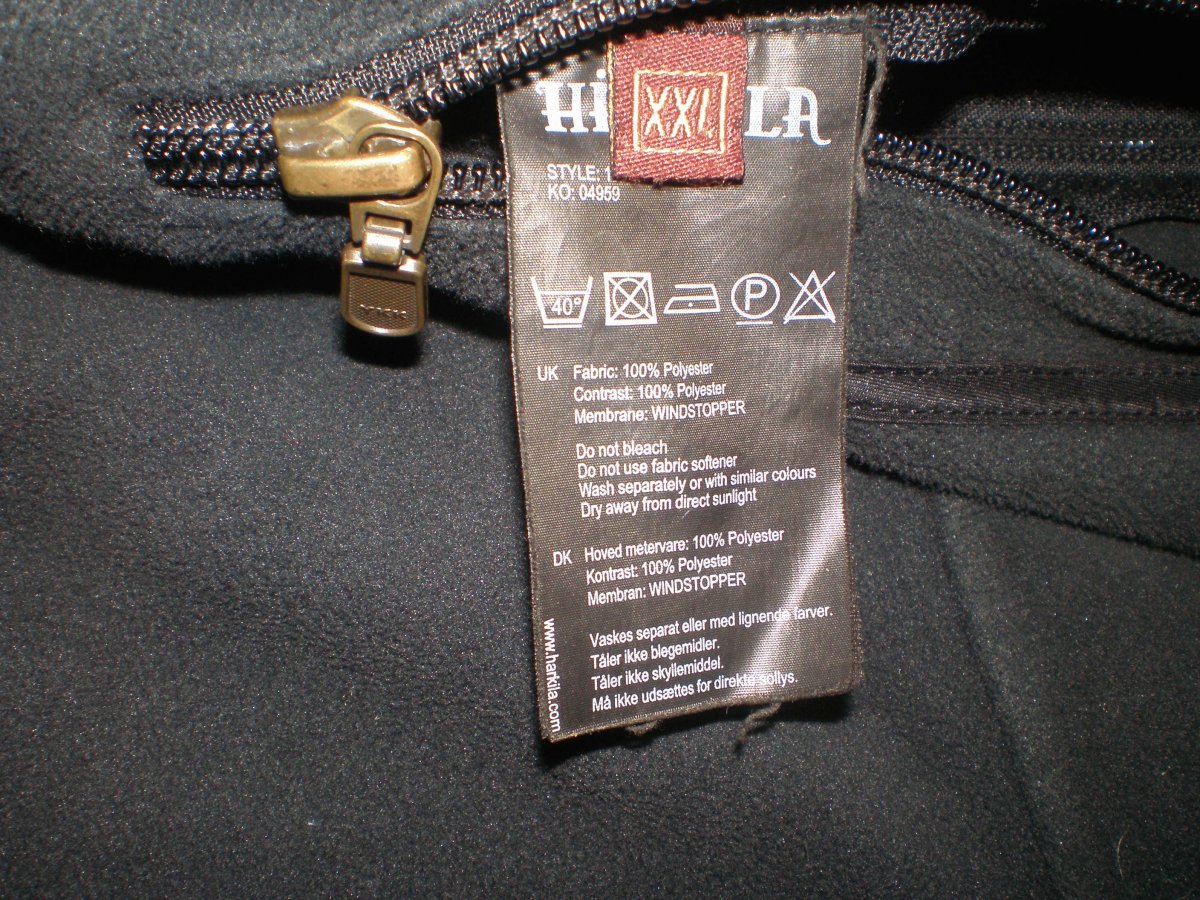 XXL
STYLE: 1
KO: 04959
40°
P
UK Fabric: 100% Polyester
Contrast: 100% Polyester
Membrane: WINDSTOPPER
Do not bleach
Do not use fabric softener
Wash separately or with similar colours
Dry away from direct sunlight
DK Hoved metervare: 100% Polyester
Kontrast: 100% Polyester
Membran: WINDSTOPPER
Vaskes separat eller med lignende farver.
Tåler ikke blegemidler.
Tåler ikke skyllemiddel.
Må ikke udsættes for direkte sollys.
www.harkila.com